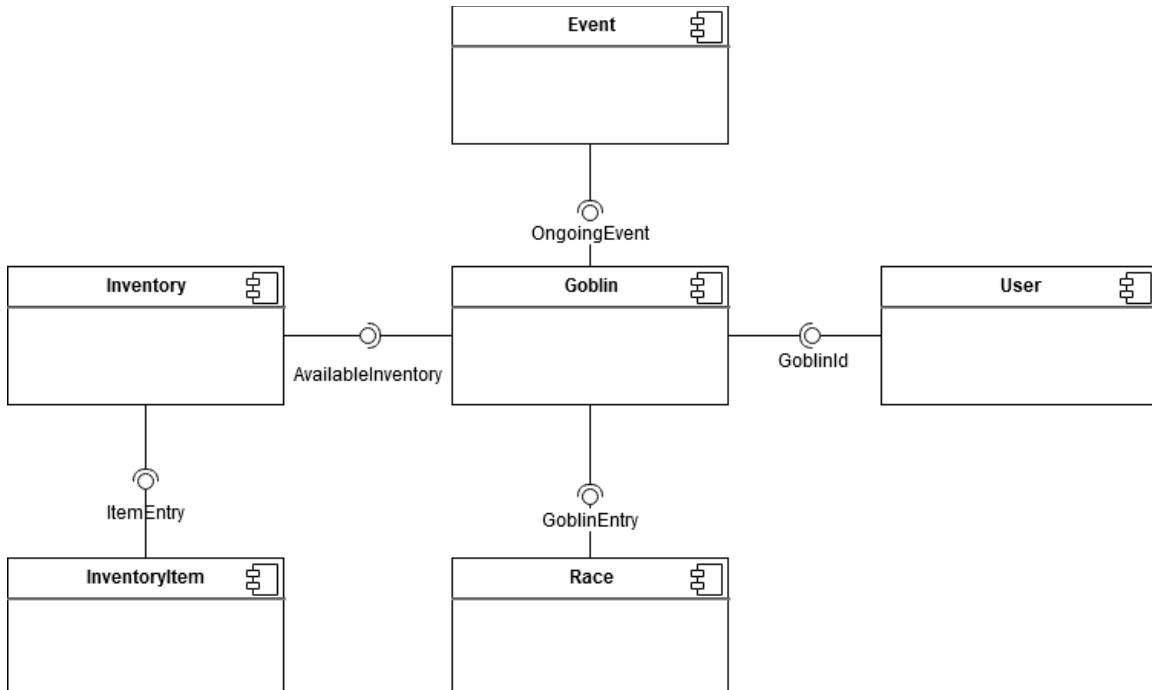 Event
OngoingEvent
Inventory
Goblin
User
AvailableInventory
GoblinId
ItemEntry
GoblinEntry
InventoryItem
Race